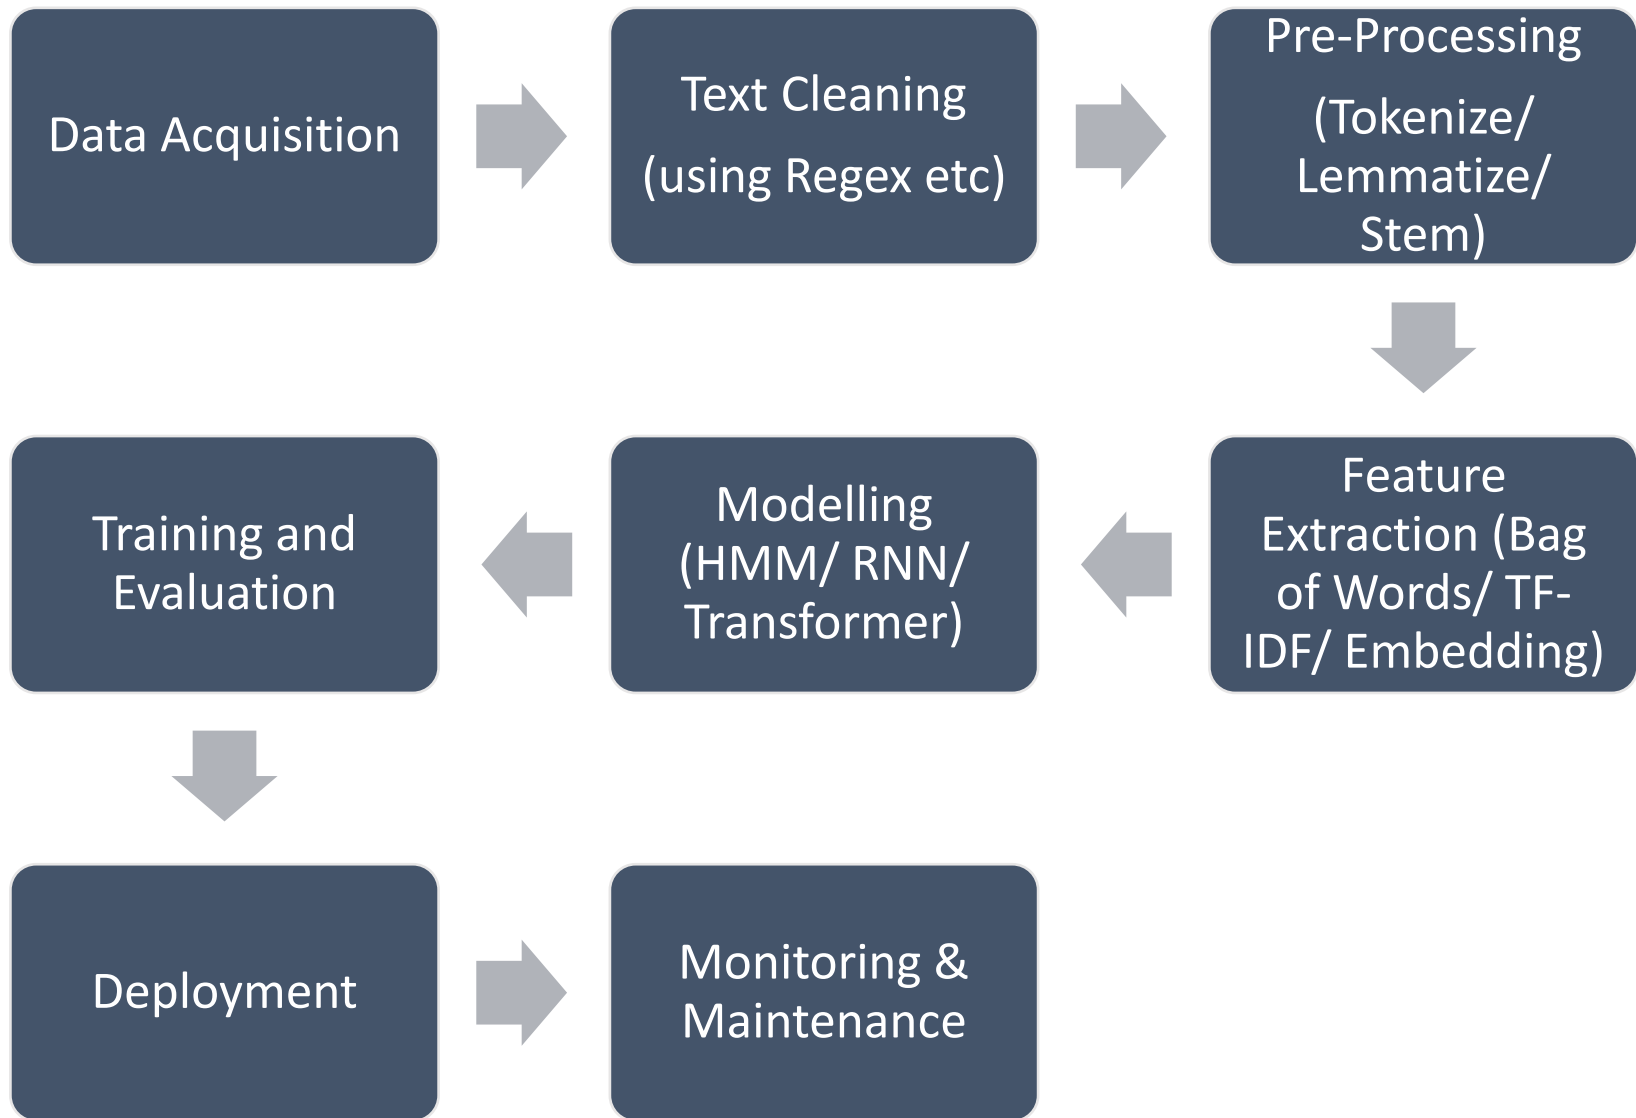 Data Acquisition
Text Cleaning
(using Regex etc)
Pre-Processing
(Tokenize/
Lemmatize/
Stem)
Feature
Extraction (Bag
of Words/ TF-
IDF/ Embedding)
Modelling
(HMM/ RNN/
Transformer)
Training and
Evaluation
Deployment
Monitoring &
Maintenance